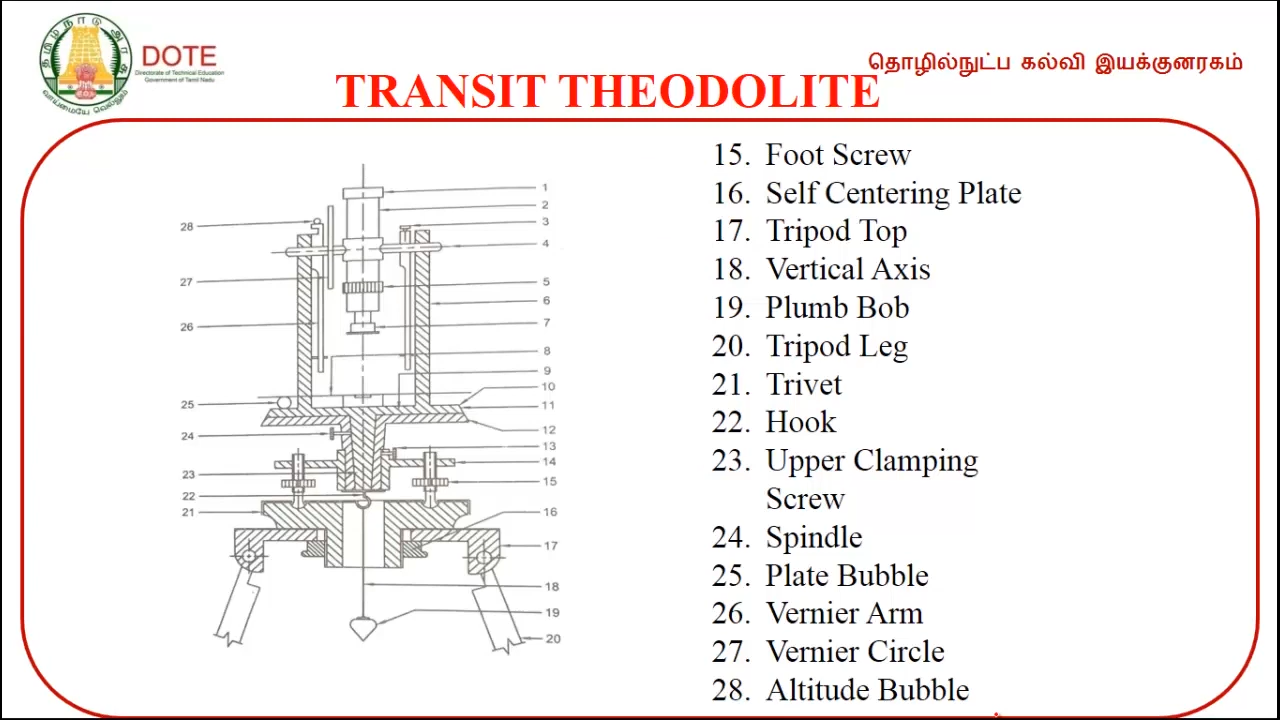 DOTE
Directorate of Technical Education
Government of Tamil Nadu
தொழில்நுட்ப கல்வி இயக்குனரகம்
TRANSIT THEODOLITE
1
2
3
4
5
6
7
8
9
10
11
12
13
14
15
16
17
18
19
20
28
27
26
25
24
23
22
21
15. Foot Screw
16. Self Centering Plate
17. Tripod Top
18. Vertical Axis
19. Plumb Bob
20. Tripod Leg
21. Trivet
22. Hook
23. Upper Clamping
Screw
24. Spindle
25. Plate Bubble
26. Vernier Arm
27. Vernier Circle
28. Altitude Bubble